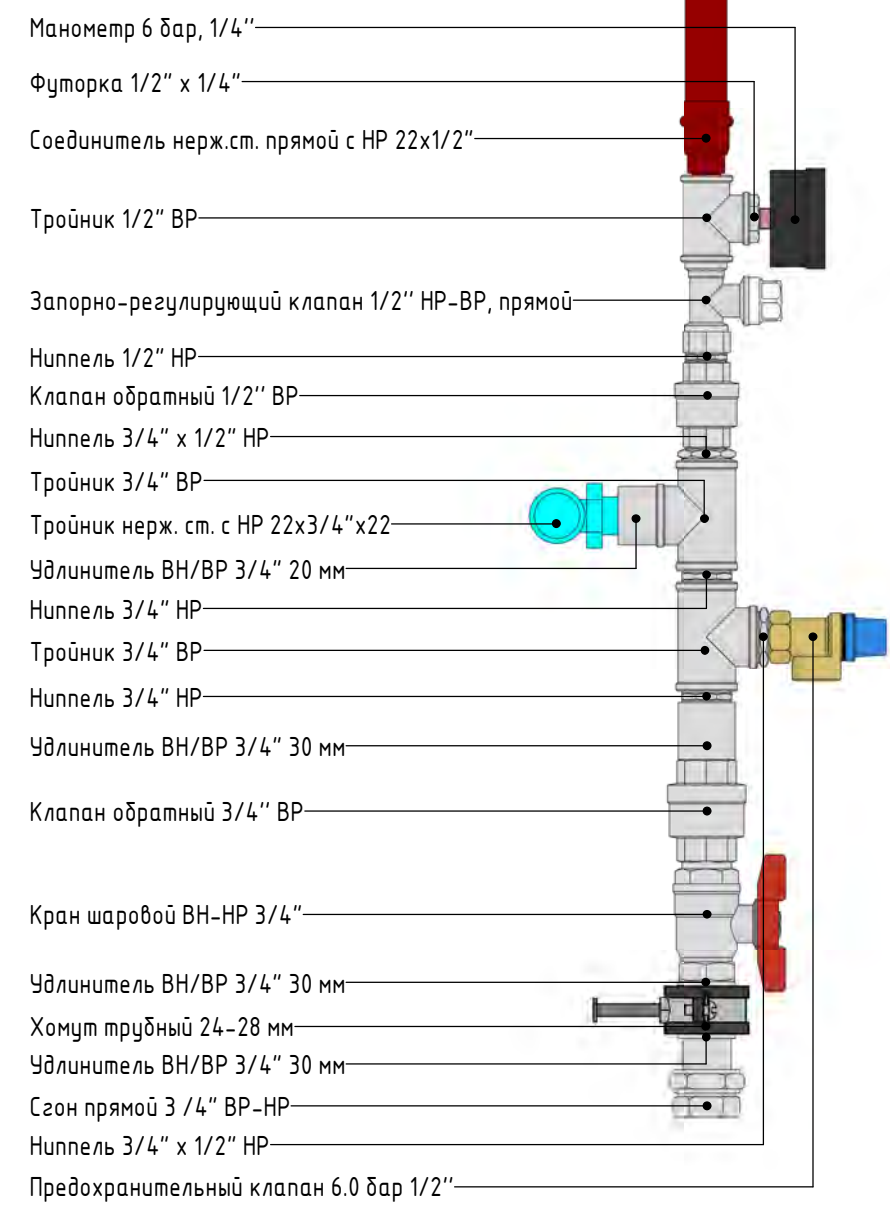 Манометр 6 бар, 1/4''
Футорка 1/2" х 1/4"
Соединитель нерж.ст. прямой с НР 22х1/2"
Тройник 1/2" ВР
Запорно-регулирующий клапан 1/2'' НР-ВР, прямой
Ниппель 1/2" НР
Клапан обратный 1/2'' ВР
Ниппель 3/4" х 1/2" НР
Тройник 3/4" ВР
Тройник нерж. ст. с НР 22х3/4"х22
Удлинитель ВН/ВР 3/4" 20 мм
Ниппель 3/4" НР
Тройник 3/4" ВР
Ниппель 3/4" НР
Удлинитель ВН/ВР 3/4" 30 мм
Клапан обратный 3/4'' ВР
Кран шаровой ВН-НР 3/4"
Удлинитель ВН/ВР 3/4" 30 мм
Хомут трубный 24-28 мм
Удлинитель ВН/ВР 3/4" 30 мм
Сгон прямой 3 /4" ВР-НР
Ниппель 3/4" х 1/2" НР
Предохранительный клапан 6.0 бар 1/2''